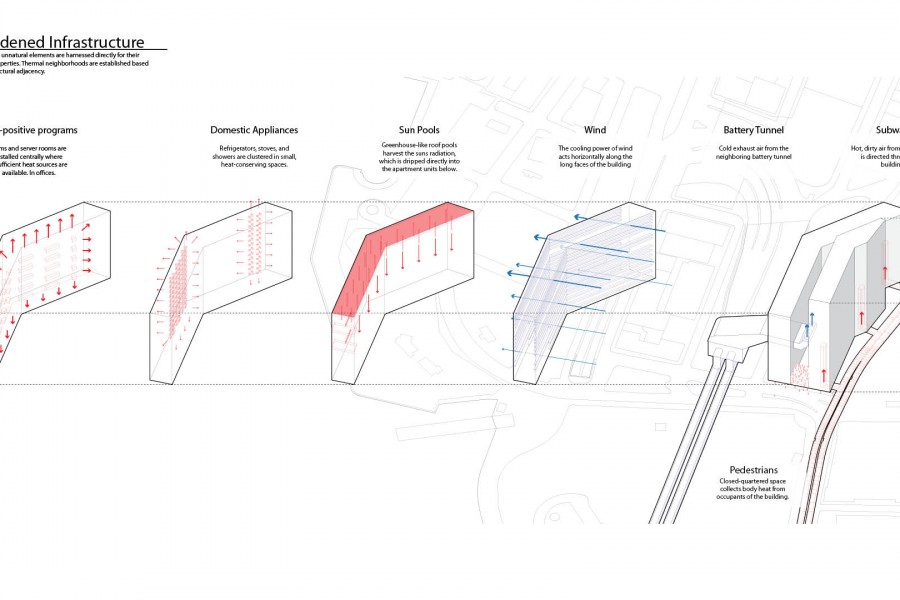 dened Infrastructure
unnatural elements are harnessed directly for their
perties. Thermal neighborhoods are established based
ctural adjacency.
-positive programs
ms and server rooms are
stalled centrally where
ufficient heat sources are
available. In offices.
Domestic Appliances
Refrigerators, stoves, and
showers are clustered in small,
heat-conserving spaces.
Sun Pools
Greenhouse-like roof pools
harvest the suns radiation,
which is dripped directly into
the apartment units below.
Wind
The cooling power of wind
acts horizontally along the
long faces of the building
Battery Tunnel
Cold exhaust air from the
neighboring battery tunnel
Subw
Hot, dirty air from
is directed thr
buildin
Pedestrians
Closed-quartered space
collects body heat from
occupants of the building.